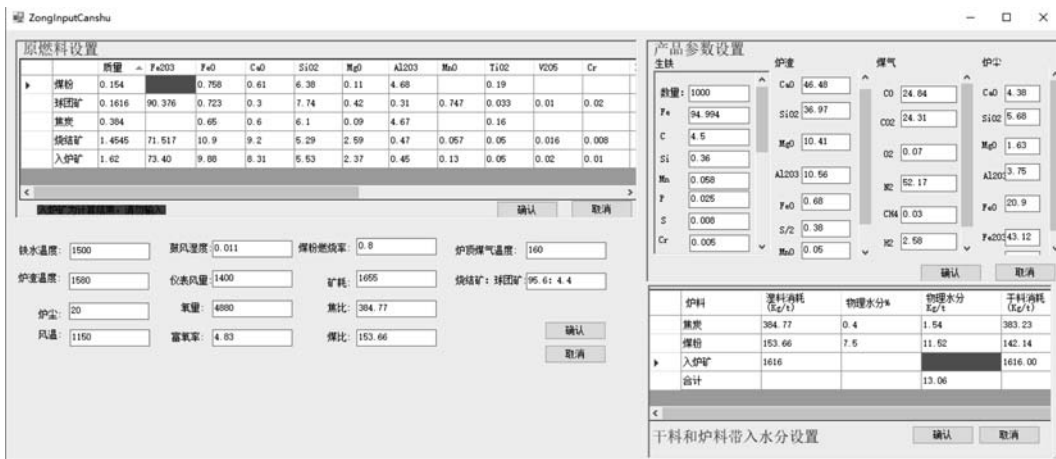 ZongInputCanshu
原燃料设置
质量 Fe203 FeO CaO SiO2 MgO Al203 MnO TiO2 V2O5 Cr
煤粉 0.154 0.758 0.61 6.38 0.11 4.68 0.19
球团矿 0.1616 90.376 0.723 0.3 7.74 0.42 0.31 0.747 0.033 0.01 0.02
焦炭 0.384 0.65 0.6 6.1 0.09 4.67 0.16
烧结矿 1.4545 71.517 10.9 9.2 5.29 2.59 0.47 0.057 0.05 0.016 0.008
入炉矿 1.62 73.40 9.88 8.31 5.53 2.37 0.45 0.13 0.05 0.02 0.01
确认 取消
铁水温度: 1500 鼓风湿度: 0.011 煤粉燃烧率: 0.8 炉顶煤气温度: 160
炉渣温度: 1580 仪表风量: 1400 矿耗: 1655 烧结矿: 球团矿: 95.6: 4.4
炉尘: 20 氧量: 4880 焦比: 384.77
风温: 1150 富氧率: 4.83 煤比: 153.66
确认
取消
产品参数设置
生铁 炉渣 煤气 炉尘
数量: 1000 CaO 46.48 CO 24.84 CaO 4.38
Fe 94.994 SiO2 36.97 CO2 24.31 SiO2 5.68
C 4.5 MgO 10.41 O2 0.07 MgO 1.63
Si 0.36 Al203 10.56 N2 52.17 Al203 3.75
Mn 0.058 FeO 0.68 CH4 0.03 FeO 20.9
P 0.025 S/2 0.38 H2 2.58 Fe203 43.12
S 0.008 MnO 0.05
Cr 0.005
确认 取消
炉料 湿料消耗 (Kg/t) 物理水分% 物理水分 Kg/t 干料消耗 (Kg/t)
焦炭 384.77 0.4 1.54 383.23
煤粉 153.66 7.5 11.52 142.14
入炉矿 1616 1616.00
合计 13.06
干料和炉料带入水分设置 确认 取消